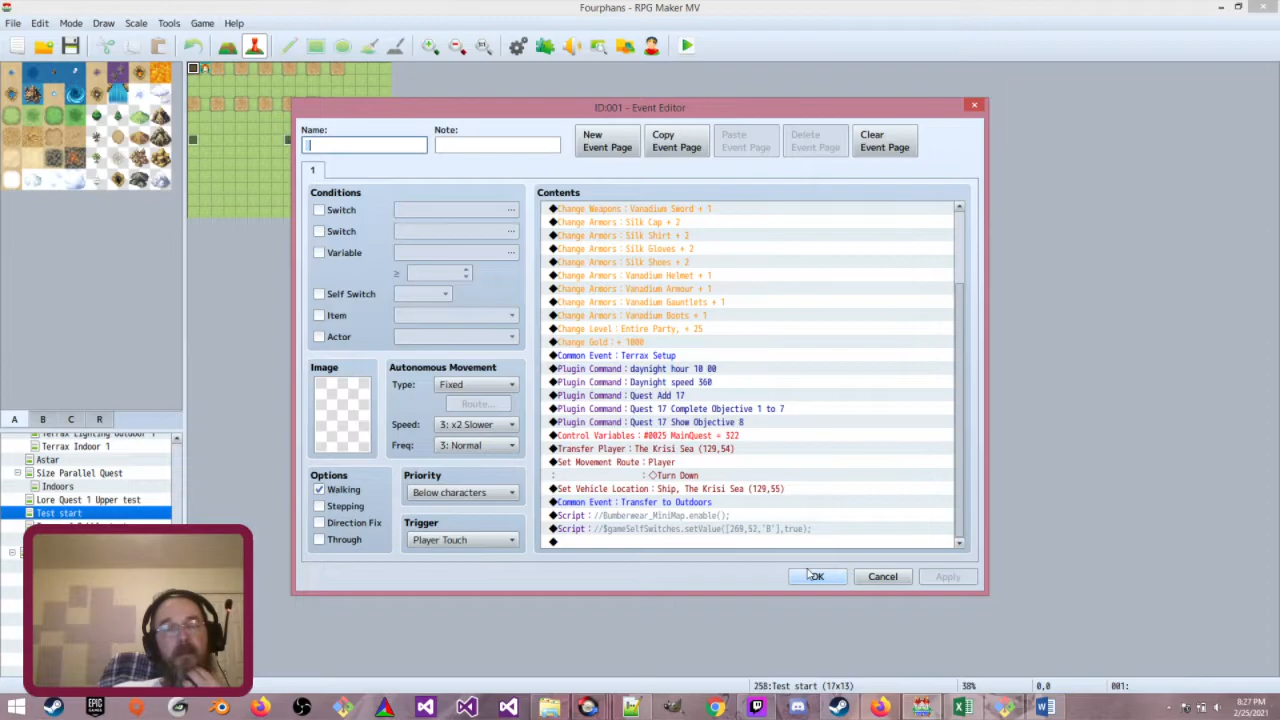 Fourphans - RPG Maker MV
File Edit Mode Draw Scale Tools Game Help
ID:001 - Event Editor
Name:
Note:
New
Event Page
Copy
Event Page
Paste
Event Page
Delete
Event Page
Clear
Event Page
1
Conditions
Switch ...
Switch ...
Variable ...
≥
Self Switch
Item
Actor
Image
Autonomous Movement
Type: Fixed
Route...
Speed: 3: x2 Slower
Freq: 3: Normal
Options
Walking
Stepping
Direction Fix
Through
Priority
Below characters
Trigger
Player Touch
Contents
◆Change Weapons : Vanadium Sword + 1
◆Change Armors : Silk Cap + 2
◆Change Armors : Silk Shirt + 2
◆Change Armors : Silk Gloves + 2
◆Change Armors : Silk Shoes + 2
◆Change Armors : Vanadium Helmet + 1
◆Change Armors : Vanadium Armour + 1
◆Change Armors : Vanadium Gauntlets + 1
◆Change Armors : Vanadium Boots + 1
◆Change Level : Entire Party, + 25
◆Change Gold : + 1000
◆Common Event : Terrax Setup
◆Plugin Command : daynight hour 10 00
◆Plugin Command : Daynight speed 360
◆Plugin Command : Quest Add 17
◆Plugin Command : Quest 17 Complete Objective 1 to 7
◆Plugin Command : Quest 17 Show Objective 8
◆Control Variables : #0025 MainQuest = 322
◆Transfer Player : The Krisi Sea (129,54)
◆Set Movement Route : Player
: : ◇Turn Down
◆Set Vehicle Location : Ship, The Krisi Sea (129,55)
◆Common Event : Transfer to Outdoors
◆Script : //Bumberwear_MiniMap.enable();
◆Script : //$gameSelfSwitches.setValue([269,52,'B'],true);
◆
OK
Cancel
Apply
A B C R
Terrax Lighting Outdoor 1
Terrax Indoor 1
Astar
Size Parallel Quest
Indoors
Lore Quest 1 Upper test
Test start
258:Test start (17x13)
38%
0,0
001:
8:27 PM
2/25/2021